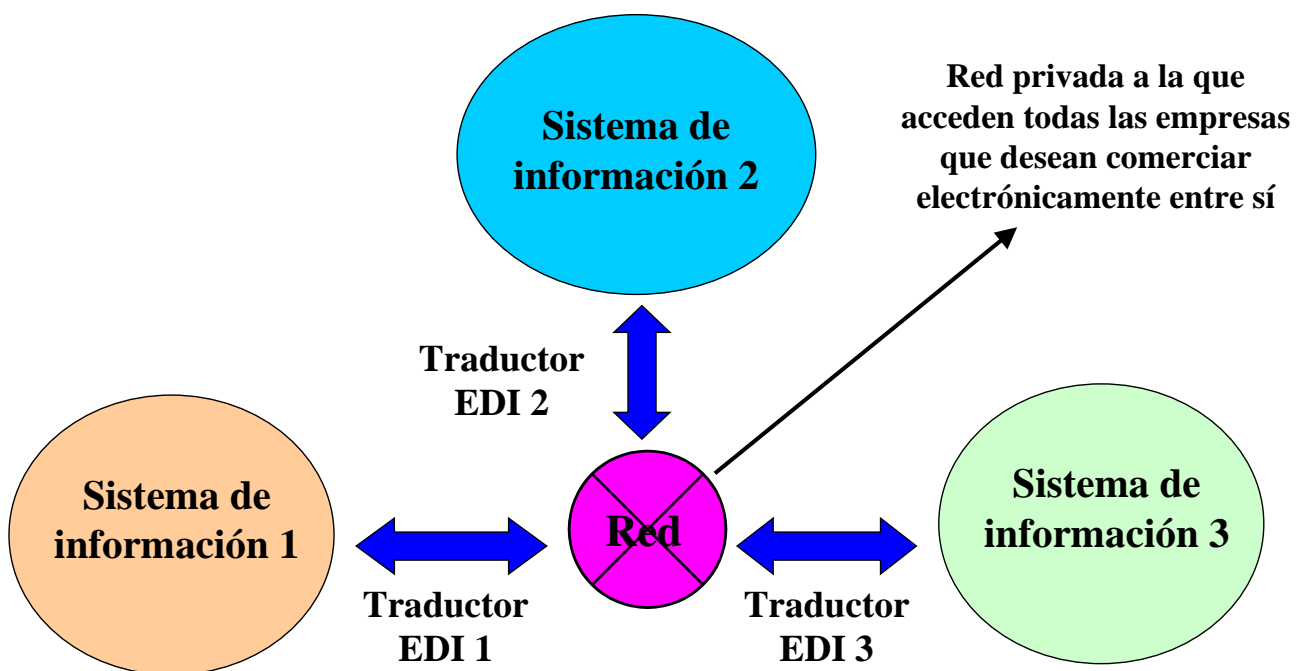 Sistema de
información 2
Red privada a la que
acceden todas las empresas
que desean comerciar
electrónicamente entre sí
Traductor
EDI 2
Sistema de
información 1
Red
Sistema de
información 3
Traductor
EDI 1
Traductor
EDI 3